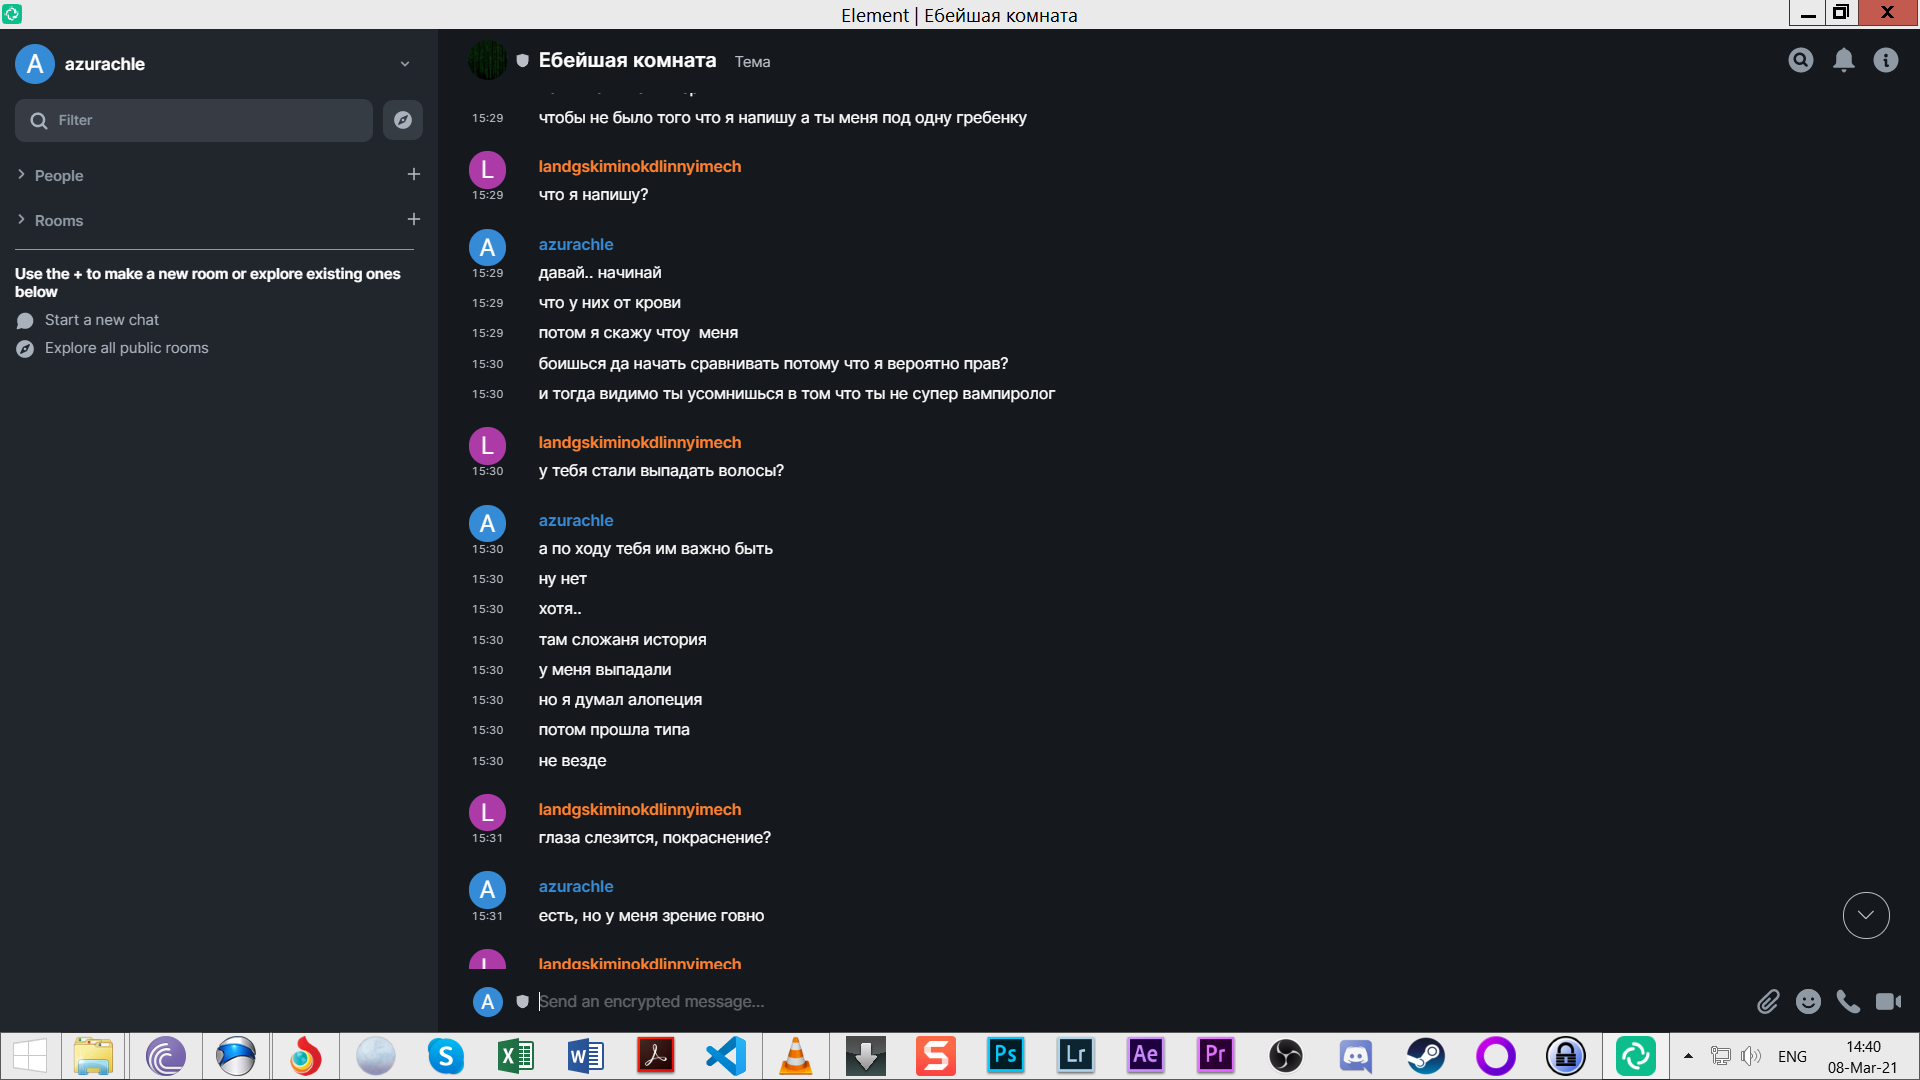 Element | Ебейшая комната
A azurachle
Filter
People
Rooms
Use the + to make a new room or explore existing ones
below
Start a new chat
Explore all public rooms
Ебейшая комната Тема
15:29 чтобы не было того что я напишу а ты меня под одну гребенку
L landgskiminokdlinnyimech
15:29 что я напишу?
A azurachle
15:29 давай.. начинай
15:29 что у них от крови
15:29 потом я скажу чтоу  меня
15:30 боишься да начать сравнивать потому что я вероятно прав?
15:30 и тогда видимо ты усомнишься в том что ты не супер вампиролог
L landgskiminokdlinnyimech
15:30 у тебя стали выпадать волосы?
A azurachle
15:30 а по ходу тебя им важно быть
15:30 ну нет
15:30 хотя..
15:30 там сложаня история
15:30 у меня выпадали
15:30 но я думал алопеция
15:30 потом прошла типа
15:30 не везде
L landgskiminokdlinnyimech
15:31 глаза слезится, покраснение?
A azurachle
15:31 есть, но у меня зрение говно
L landgskiminokdlinnyimech
A Send an encrypted message...
S X W S Ps Lr Ae Pr ENG 14:40
08-Mar-21